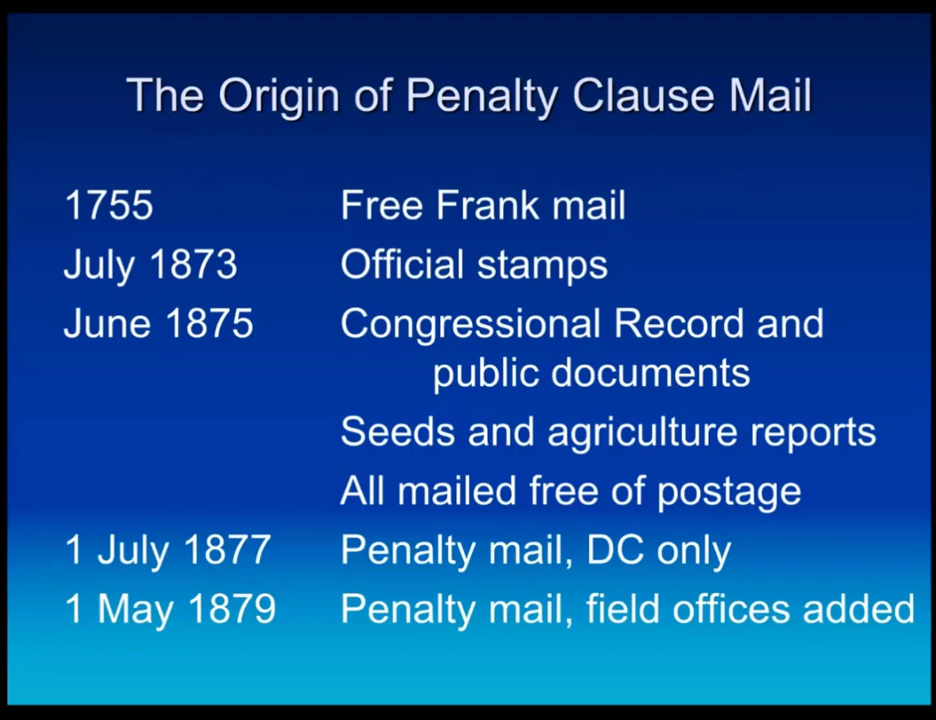 The Origin of Penalty Clause Mail
1755 Free Frank mail
July 1873 Official stamps
June 1875 Congressional Record and
public documents
Seeds and agriculture reports
All mailed free of postage
1 July 1877 Penalty mail, DC only
1 May 1879 Penalty mail, field offices added